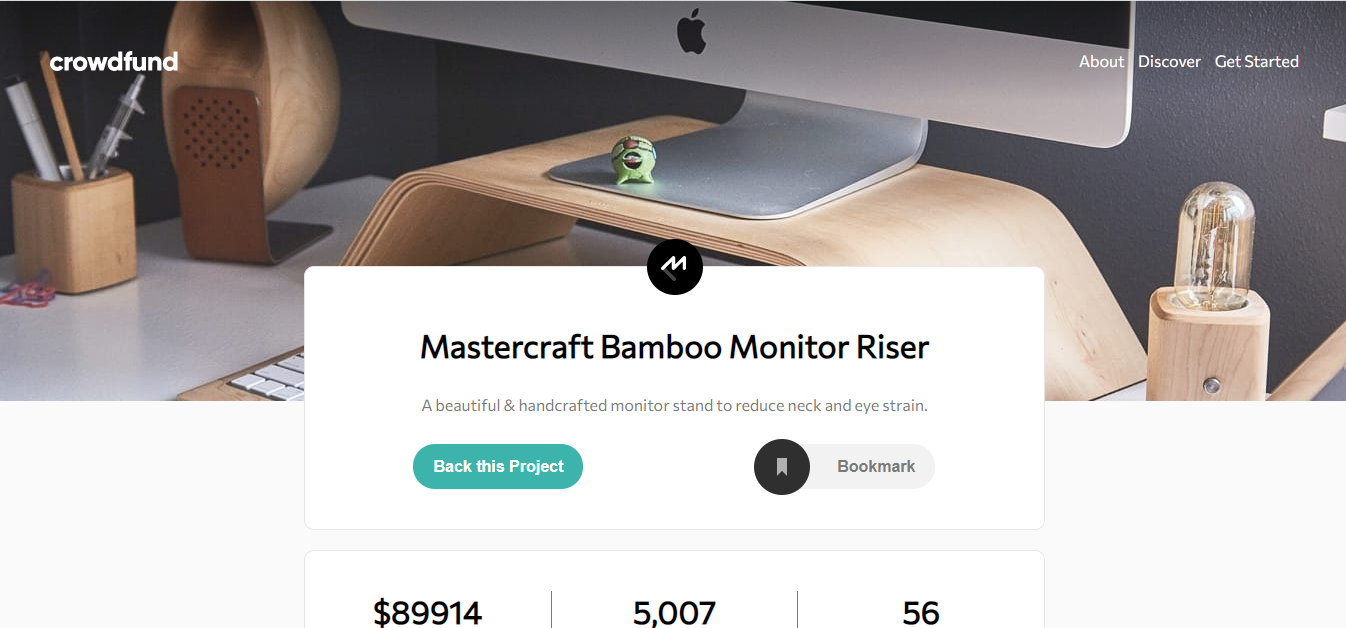 crowdfund
About Discover Get Started
Mastercraft Bamboo Monitor Riser
A beautiful & handcrafted monitor stand to reduce neck and eye strain.
Back this Project
Bookmark
$89914
5,007
56